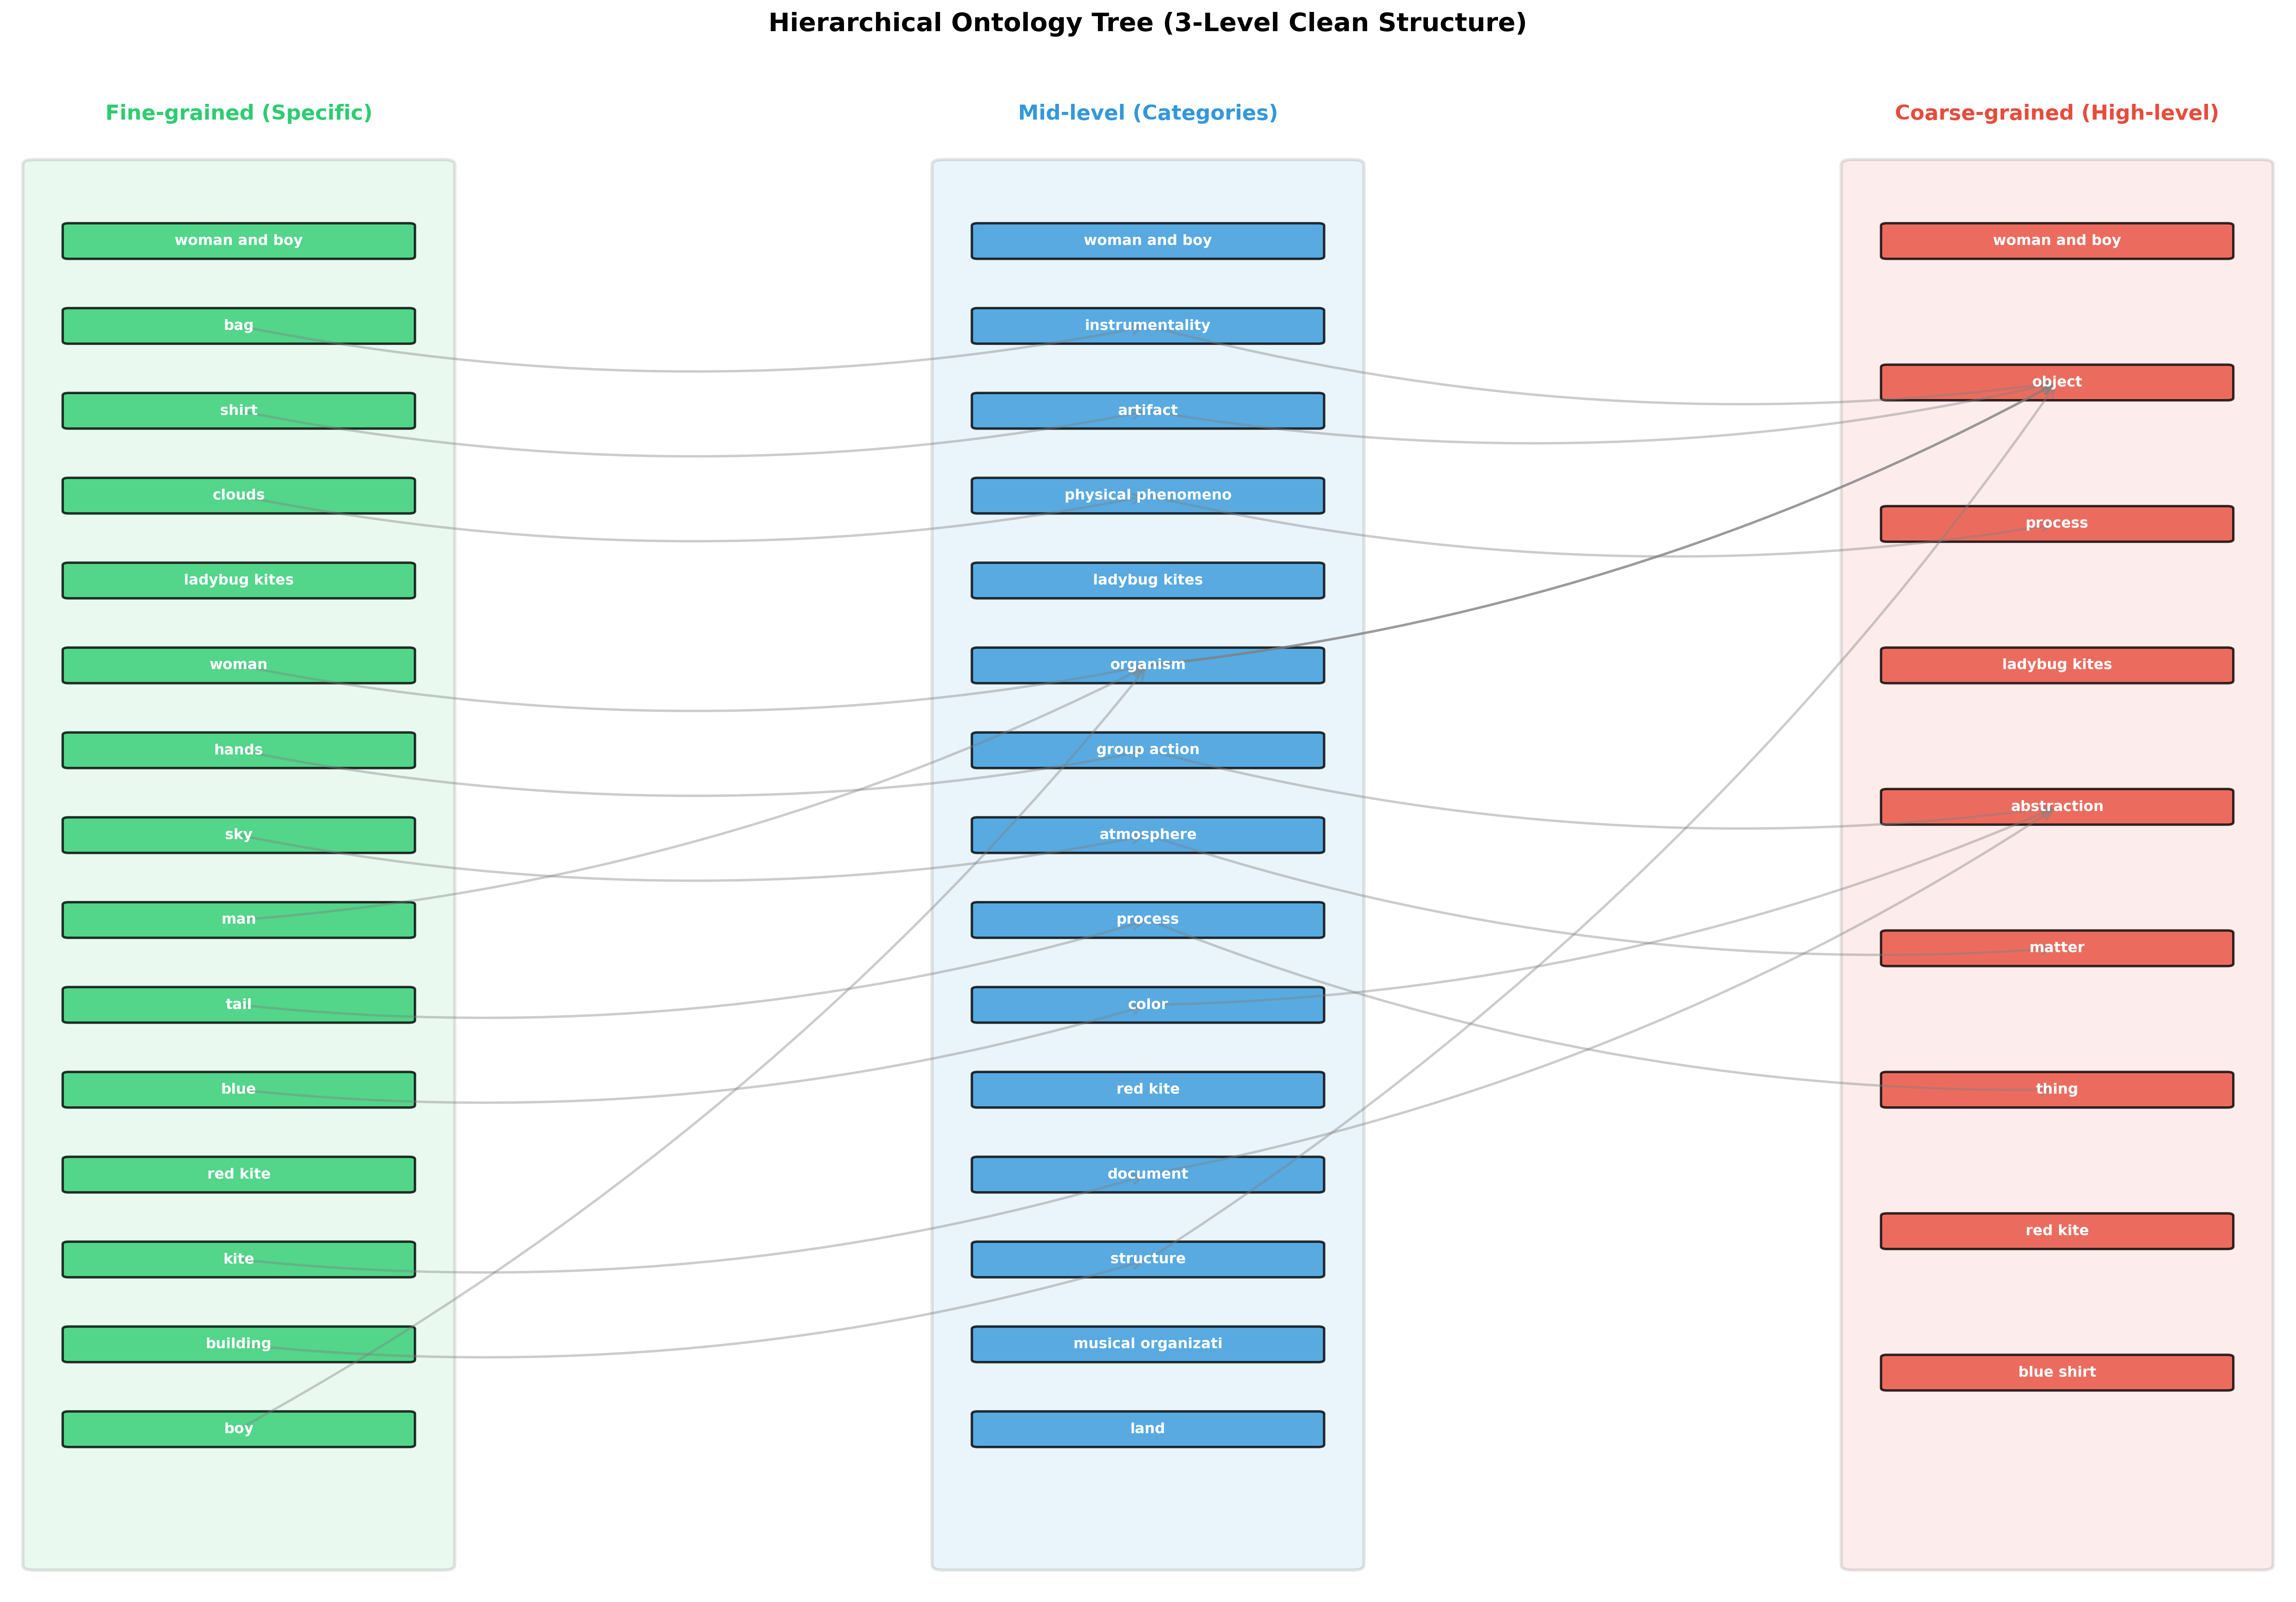 Hierarchical Ontology Tree (3-Level Clean Structure)
Fine-grained (Specific)
woman and boy
bag
shirt
clouds
ladybug kites
woman
hands
sky
man
tail
blue
red kite
kite
building
boy
Mid-level (Categories)
woman and boy
instrumentality
artifact
physical phenomeno
ladybug kites
organism
group action
atmosphere
process
color
red kite
document
structure
musical organizati
land
Coarse-grained (High-level)
woman and boy
object
process
ladybug kites
abstraction
matter
thing
red kite
blue shirt